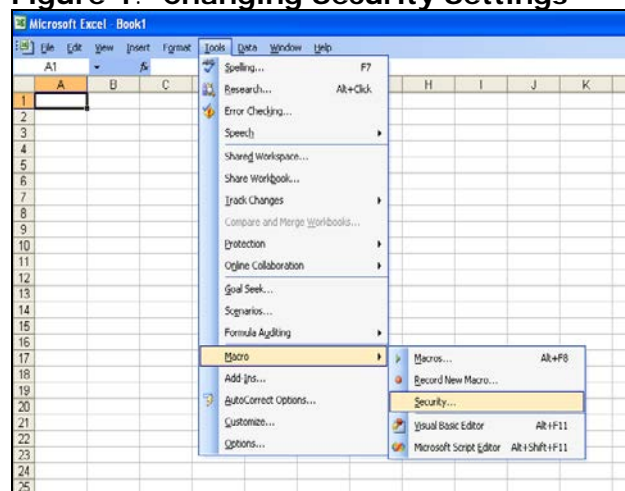 Figure 1: Changing Security Settings
Microsoft Excel - Book1
File Edit View Insert Format Tools Data Window Help
A1 fx
A B C H I J K
1
2
3
4
5
6
7
8
9
10
11
12
13
14
15
16
17
18
19
20
21
22
23
24
25
Spelling... F7
Research... Alt+Click
Error Checking...
Speech
Shared Workspace...
Share Workbook...
Track Changes
Compare and Merge Workbooks...
Protection
Online Collaboration
Goal Seek...
Scenarios...
Formula Auditing
Macro
Add-Ins...
AutoCorrect Options...
Customize...
Options...
Macros... Alt+F8
Record New Macro...
Security...
Visual Basic Editor Alt+F11
Microsoft Script Editor Alt+Shift+F11